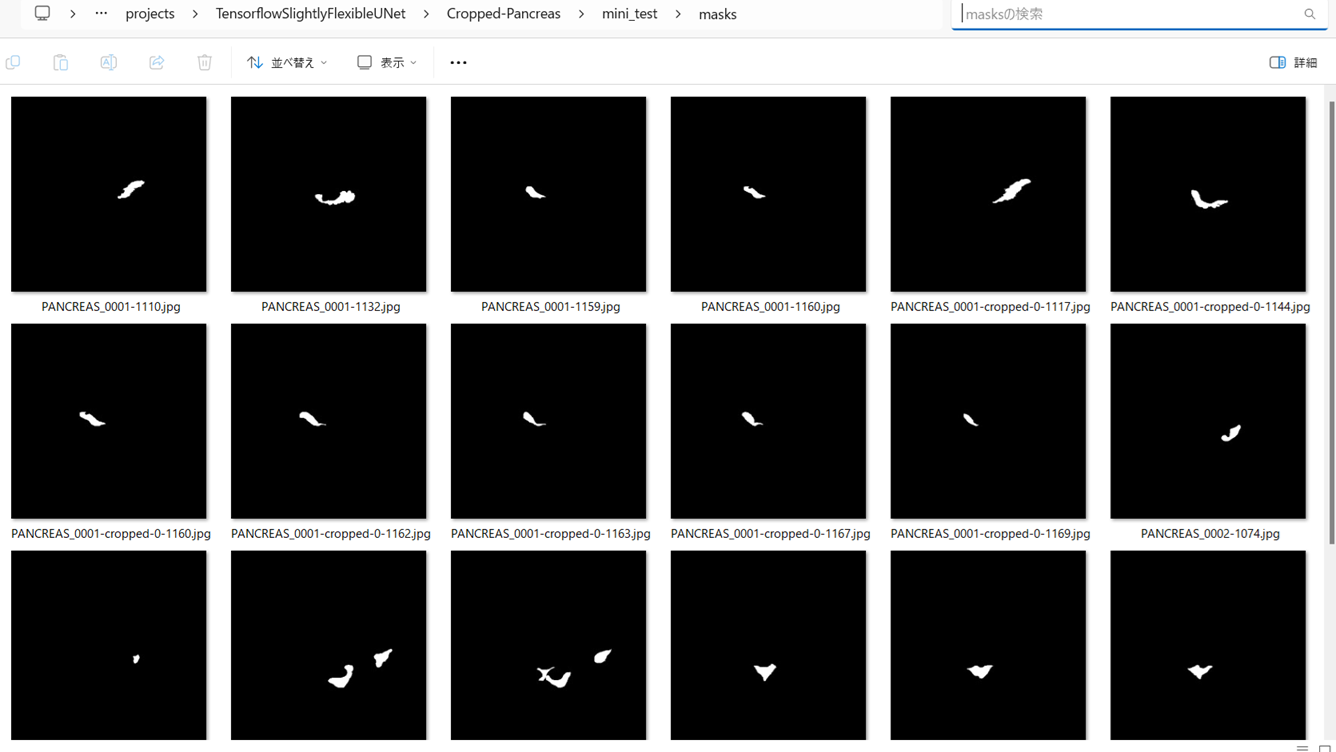 projects > TensorflowSlightlyFlexibleUNet > Cropped-Pancreas > mini_test > masks
masksの検索
並べ替え 表示 詳細
PANCREAS_0001-1110.jpg PANCREAS_0001-1132.jpg PANCREAS_0001-1159.jpg PANCREAS_0001-1160.jpg PANCREAS_0001-cropped-0-1117.jpg PANCREAS_0001-cropped-0-1144.jpg
PANCREAS_0001-cropped-0-1160.jpg PANCREAS_0001-cropped-0-1162.jpg PANCREAS_0001-cropped-0-1163.jpg PANCREAS_0001-cropped-0-1167.jpg PANCREAS_0001-cropped-0-1169.jpg PANCREAS_0002-1074.jpg